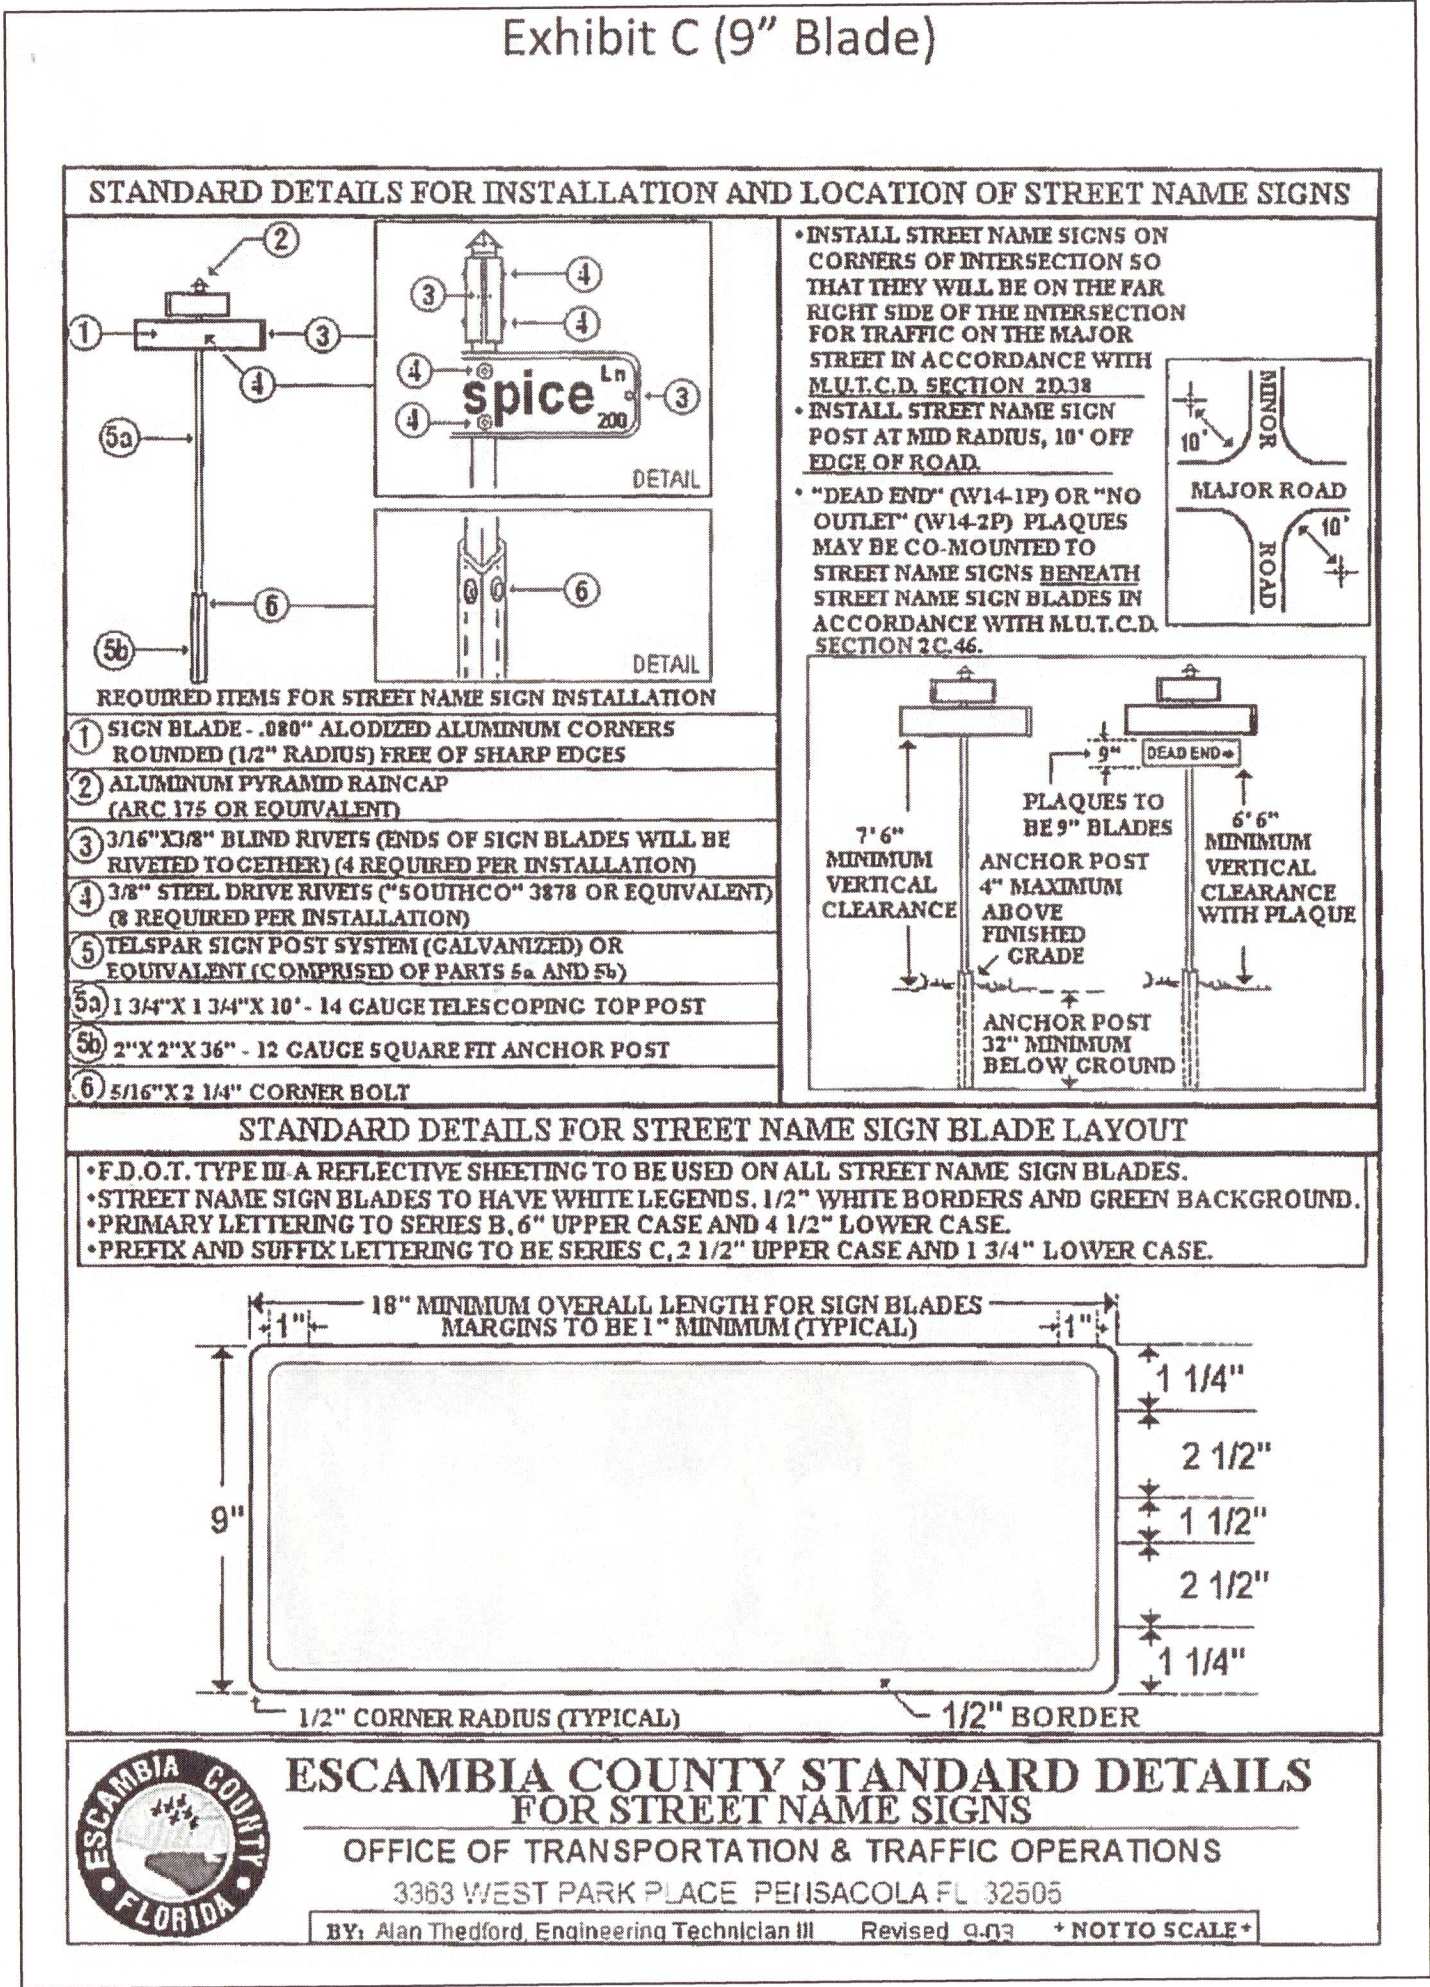 Exhibit C (9" Blade)
STANDARD DETAILS FOR INSTALLATION AND LOCATION OF STREET NAME SIGNS
2
1
3
4
5a
6
5b
3
4
4
4
4
3
spice Ln 200
DETAIL
6
DETAIL
REQUIRED ITEMS FOR STREET NAME SIGN INSTALLATION
1 SIGN BLADE - .080" ALODIZED ALUMINUM CORNERS
ROUNDED (1/2" RADIUS) FREE OF SHARP EDGES
2 ALUMINUM PYRAMID RAINCAP
(ARC 175 OR EQUIVALENT)
3 3/16"X3/8" BLIND RIVETS (ENDS OF SIGN BLADES WILL BE
RIVETED TOGETHER) (4 REQUIRED PER INSTALLATION)
4 3/8" STEEL DRIVE RIVETS ("SOUTHCO" 3878 OR EQUIVALENT)
(8 REQUIRED PER INSTALLATION)
5 TELSPAR SIGN POST SYSTEM (GALVANIZED) OR
EQUIVALENT (COMPRISED OF PARTS 5a AND 5b)
5a 1 3/4"X 1 3/4"X 10' - 14 GAUGE TELESCOPING TOP POST
5b 2"X 2"X 36" - 12 GAUGE SQUARE FIT ANCHOR POST
6 5/16"X 2 1/4" CORNER BOLT
• INSTALL STREET NAME SIGNS ON
CORNERS OF INTERSECTION SO
THAT THEY WILL BE ON THE FAR
RIGHT SIDE OF THE INTERSECTION
FOR TRAFFIC ON THE MAJOR
STREET IN ACCORDANCE WITH
M.U.T.C.D. SECTION 2D.38
• INSTALL STREET NAME SIGN
POST AT MID RADIUS, 10' OFF
EDGE OF ROAD.
• "DEAD END" (W14-1P) OR "NO
OUTLET" (W14-2P) PLAQUES
MAY BE CO-MOUNTED TO
STREET NAME SIGNS BENEATH
STREET NAME SIGN BLADES IN
ACCORDANCE WITH M.U.T.C.D.
SECTION 2C.46.
MINOR
10'
MAJOR ROAD
10'
ROAD
9"
DEAD END
PLAQUES TO
BE 9" BLADES
7'6"
MINIMUM
VERTICAL
CLEARANCE
ANCHOR POST
4" MAXIMUM
ABOVE
FINISHED
GRADE
6'6"
MINIMUM
VERTICAL
CLEARANCE
WITH PLAQUE
ANCHOR POST
32" MINIMUM
BELOW GROUND
STANDARD DETAILS FOR STREET NAME SIGN BLADE LAYOUT
•F.D.O.T. TYPE III-A REFLECTIVE SHEETING TO BE USED ON ALL STREET NAME SIGN BLADES.
•STREET NAME SIGN BLADES TO HAVE WHITE LEGENDS, 1/2" WHITE BORDERS AND GREEN BACKGROUND.
•PRIMARY LETTERING TO SERIES B, 6" UPPER CASE AND 4 1/2" LOWER CASE.
•PREFIX AND SUFFIX LETTERING TO BE SERIES C, 2 1/2" UPPER CASE AND 1 3/4" LOWER CASE.
18" MINIMUM OVERALL LENGTH FOR SIGN BLADES
1" MARGINS TO BE 1" MINIMUM (TYPICAL) 1"
1 1/4"
2 1/2"
9"
1 1/2"
2 1/2"
1 1/4"
1/2" CORNER RADIUS (TYPICAL)
1/2" BORDER
ESCAMBIA COUNTY
FLORIDA
ESCAMBIA COUNTY STANDARD DETAILS
FOR STREET NAME SIGNS
OFFICE OF TRANSPORTATION & TRAFFIC OPERATIONS
3363 WEST PARK PLACE PENSACOLA FL 32505
BY: Alan Thedford, Engineering Technician III Revised 9-03 * NOT TO SCALE *